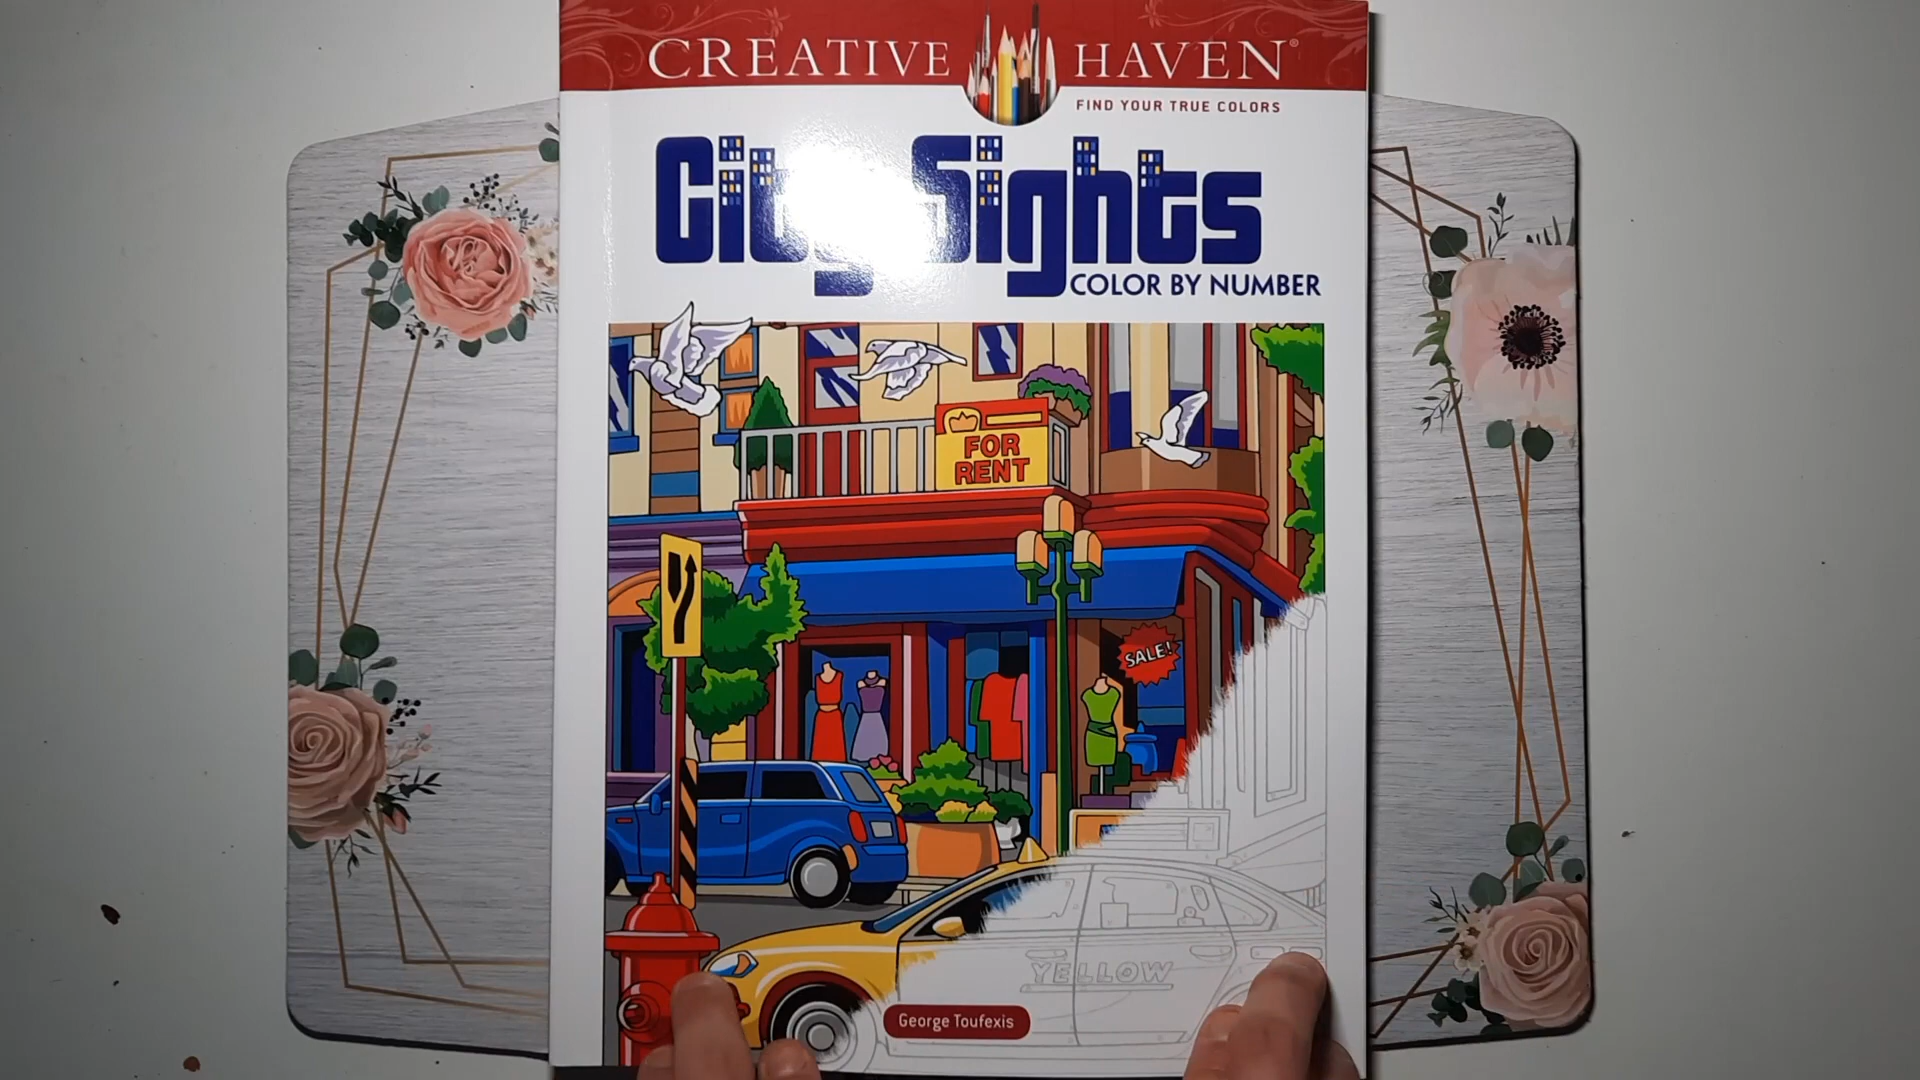 CREATIVE HAVEN®
FIND YOUR TRUE COLORS
City Sights
COLOR BY NUMBER
FOR
RENT
SALE!
YELLOW
George Toufexis